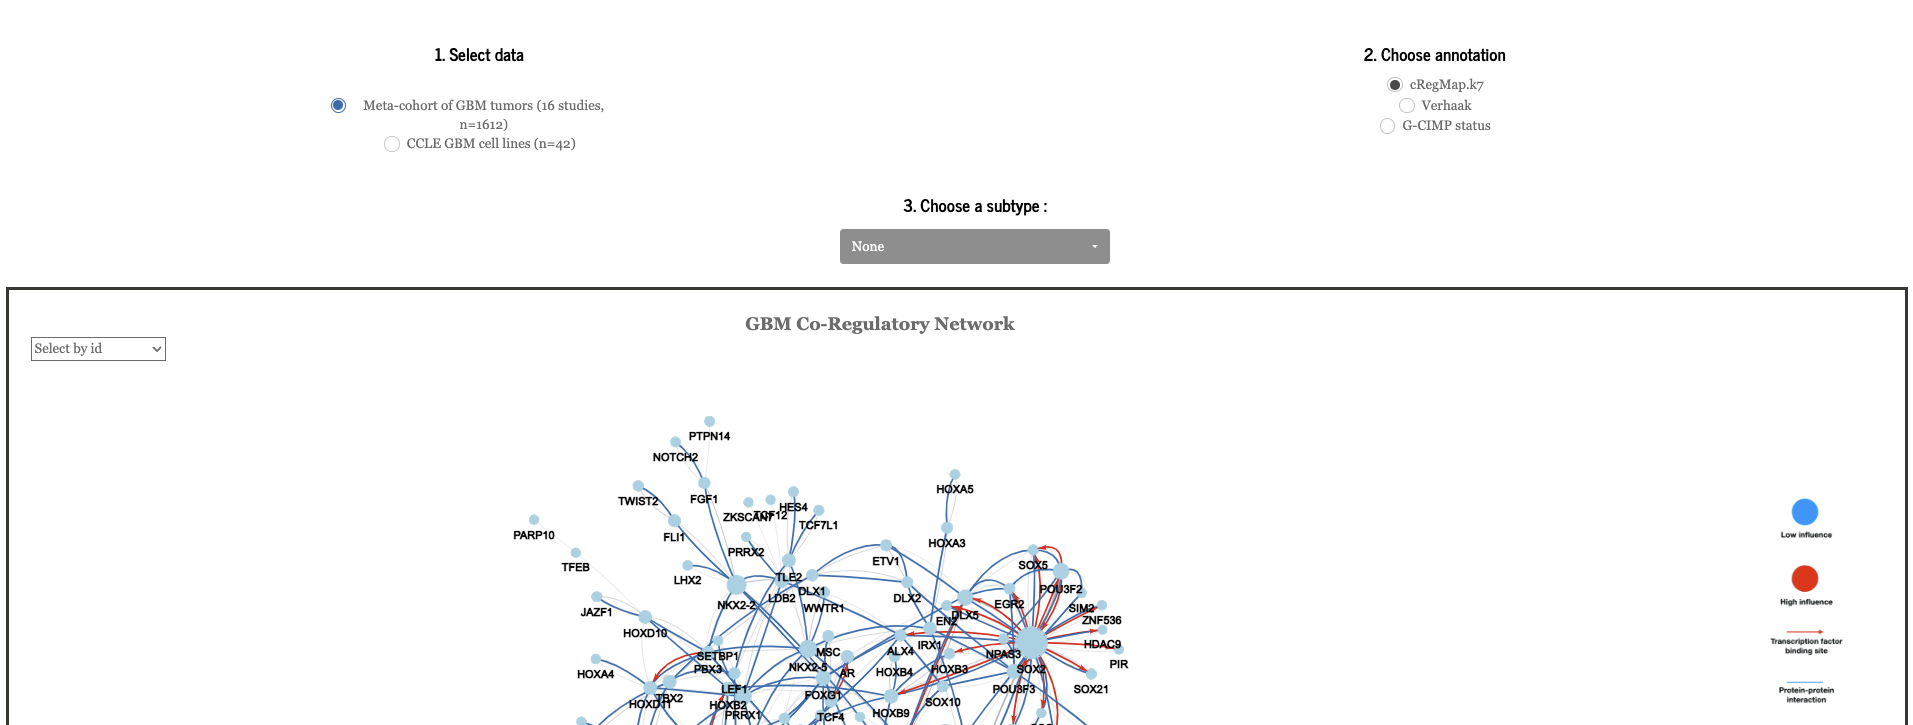 1. Select data
2. Choose annotation
Meta-cohort of GBM tumors (16 studies,
n=1612)
CCLE GBM cell lines (n=42)
cRegMap.k7
Verhaak
G-CIMP status
3. Choose a subtype :
None
GBM Co-Regulatory Network
Select by id
PTPN14
NOTCH2
HOXA5
TWIST2
FGF1
HES4
ZKSCAN7
TCF12
TCF7L1
PARP10
FLI1
HOXA3
PRRX2
ETV1
TFEB
SOX5
LHX2
TLE2
POU3F2
LDB2
DLX1
DLX2
NKX2-2
WWTR1
EGR2
SIM2
JAZF1
DLX5
EN2
ZNF536
HOXD10
IRX1
HDAC9
MSC
ALX4
NPAS3
SETBP1
PIR
PBX3
NKX2-5
AR
HOXB4
HOXB3
SOX2
HOXA4
LEF1
POU3F3
SOX21
TBX2
FOXG1
HOXD11
HOXB2
SOX10
PRRX1
TCF4
HOXB9
Low influence
High influence
Transcription factor
binding site
Protein-protein
interaction